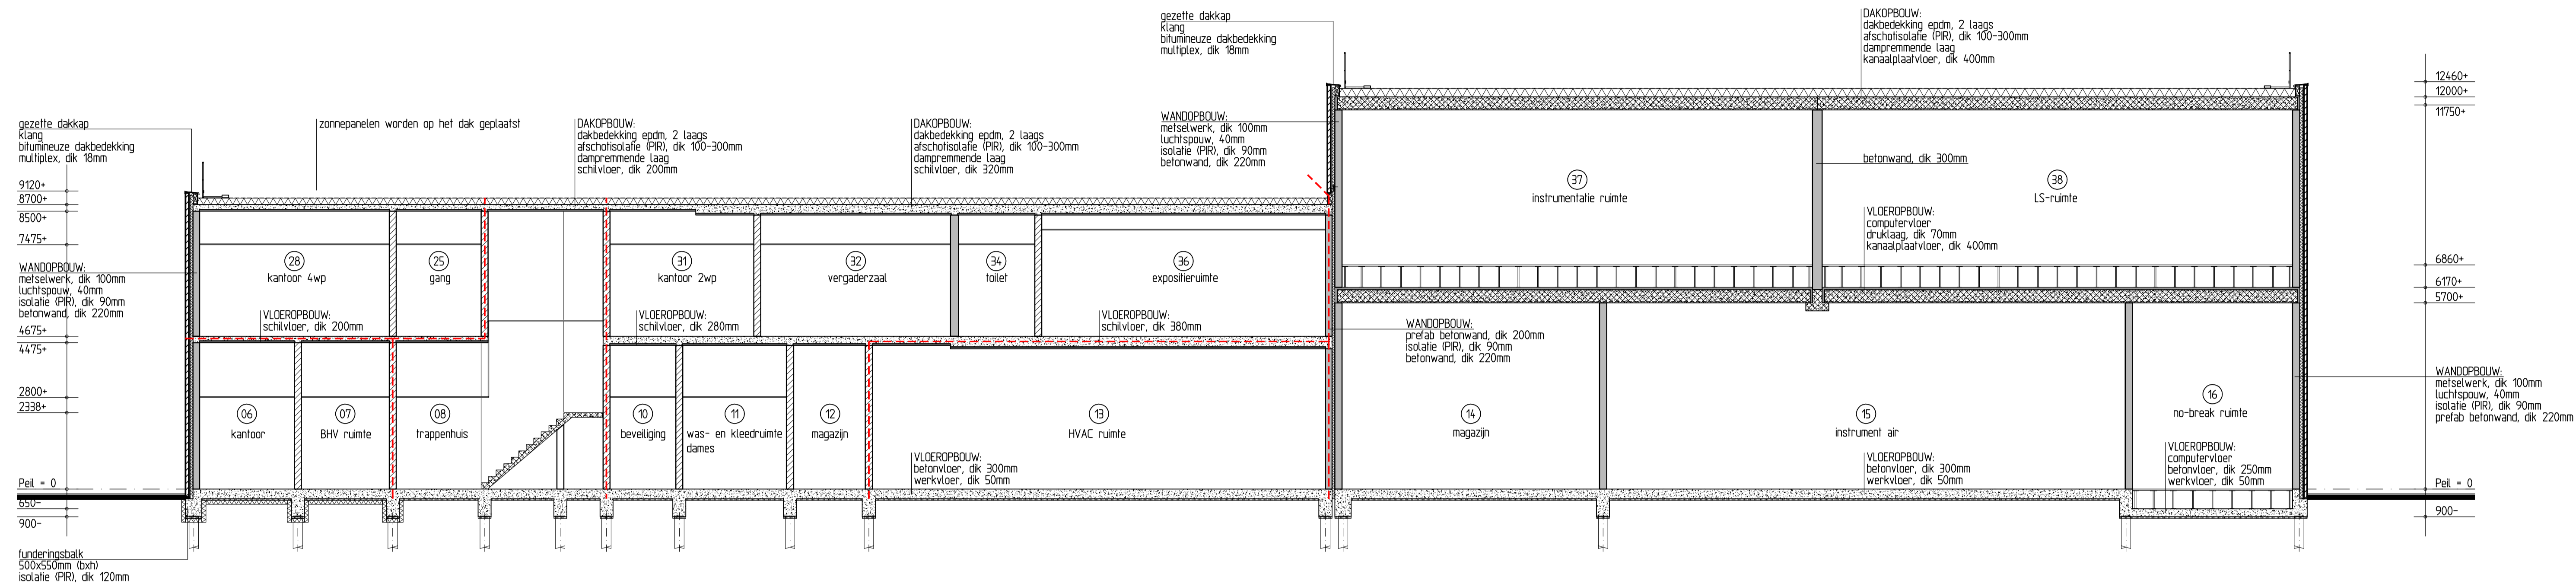 gezette dakkap
klang
bitumineuze dakbedekking
multiplex, dik 18mm
DAKOPBOUW:
dakbedekking epdm, 2 laags
afschotisolatie (PIR), dik 100-300mm
dampremmende laag
kanaalplaatvloer, dik 400mm
12460+
12000+
11750+
gezette dakkap
klang
bitumineuze dakbedekking
multiplex, dik 18mm
zonnepanelen worden op het dak geplaatst
DAKOPBOUW:
dakbedekking epdm, 2 laags
afschotisolatie (PIR), dik 100-300mm
dampremmende laag
schilvloer, dik 200mm
DAKOPBOUW:
dakbedekking epdm, 2 laags
afschotisolatie (PIR), dik 100-300mm
dampremmende laag
schilvloer, dik 320mm
WANDOPBOUW:
metselwerk, dik 100mm
luchtspouw, 40mm
isolatie (PIR), dik 90mm
betonwand, dik 220mm
betonwand, dik 300mm
37
instrumentatie ruimte
38
LS-ruimte
9120+
8700+
8500+
7475+
WANDOPBOUW:
metselwerk, dik 100mm
luchtspouw, 40mm
isolatie (PIR), dik 90mm
betonwand, dik 220mm
4675+
4475+
2800+
2338+
Peil = 0
650-
900-
28
kantoor 4wp
25
gang
31
kantoor 2wp
32
vergaderzaal
34
toilet
36
expositieruimte
VLOEROPBOUW:
computervloer
druklaag, dik 70mm
kanaalplaatvloer, dik 400mm
6860+
6170+
5700+
VLOEROPBOUW:
schilvloer, dik 200mm
VLOEROPBOUW:
schilvloer, dik 280mm
VLOEROPBOUW:
schilvloer, dik 380mm
WANDOPBOUW:
prefab betonwand, dik 200mm
isolatie (PIR), dik 90mm
betonwand, dik 220mm
WANDOPBOUW:
metselwerk, dik 100mm
luchtspouw, 40mm
isolatie (PIR), dik 90mm
prefab betonwand, dik 220mm
06
kantoor
07
BHV ruimte
08
trappenhuis
10
beveiliging
11
was- en kleedruimte
dames
12
magazijn
13
HVAC ruimte
14
magazijn
15
instrument air
16
no-break ruimte
VLOEROPBOUW:
betonvloer, dik 300mm
werkvloer, dik 50mm
VLOEROPBOUW:
betonvloer, dik 300mm
werkvloer, dik 50mm
VLOEROPBOUW:
computervloer
betonvloer, dik 250mm
werkvloer, dik 50mm
Peil = 0
900-
funderingsbalk
500x550mm (bxh)
isolatie (PIR), dik 120mm